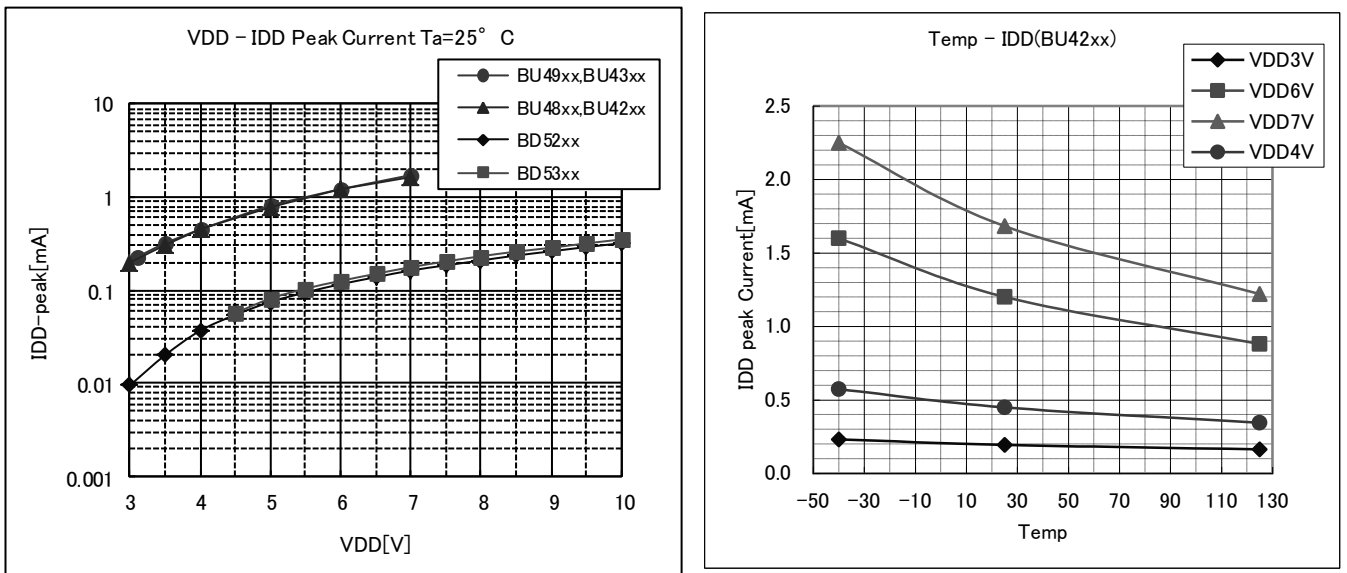 VDD - IDD Peak Current Ta=25° C
BU49xx,BU43xx
BU48xx,BU42xx
BD52xx
BD53xx
10
1
0.1
0.01
0.001
IDD-peak[mA]
3 4 5 6 7 8 9 10
VDD[V]
Temp - IDD(BU42xx)
VDD3V
VDD6V
VDD7V
VDD4V
2.5
2.0
1.5
1.0
0.5
0.0
IDD peak Current[mA]
-50 -30 -10 10 30 50 70 90 110 130
Temp